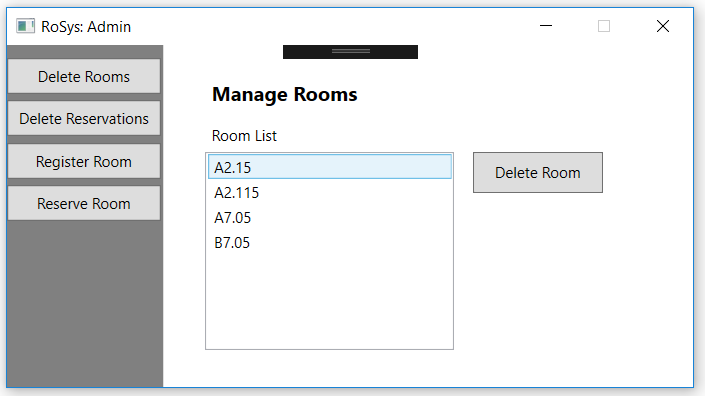 RoSys: Admin
Delete Rooms
Delete Reservations
Register Room
Reserve Room
Manage Rooms
Room List
A2.15
A2.115
A7.05
B7.05
Delete Room